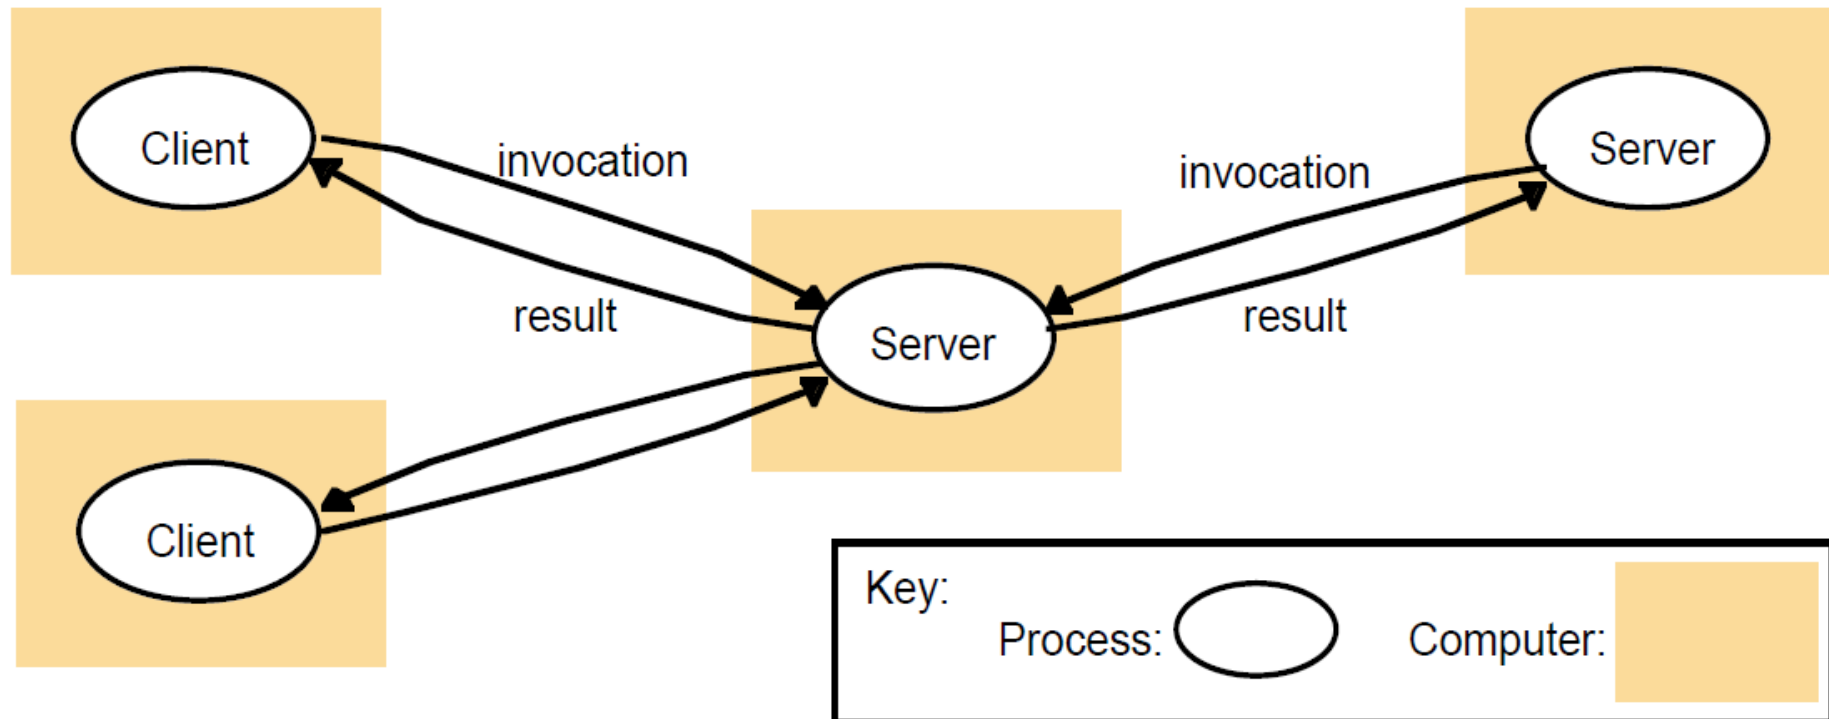 Client
invocation
result
Server
invocation
result
Server
Client
Key:
Process:
Computer: